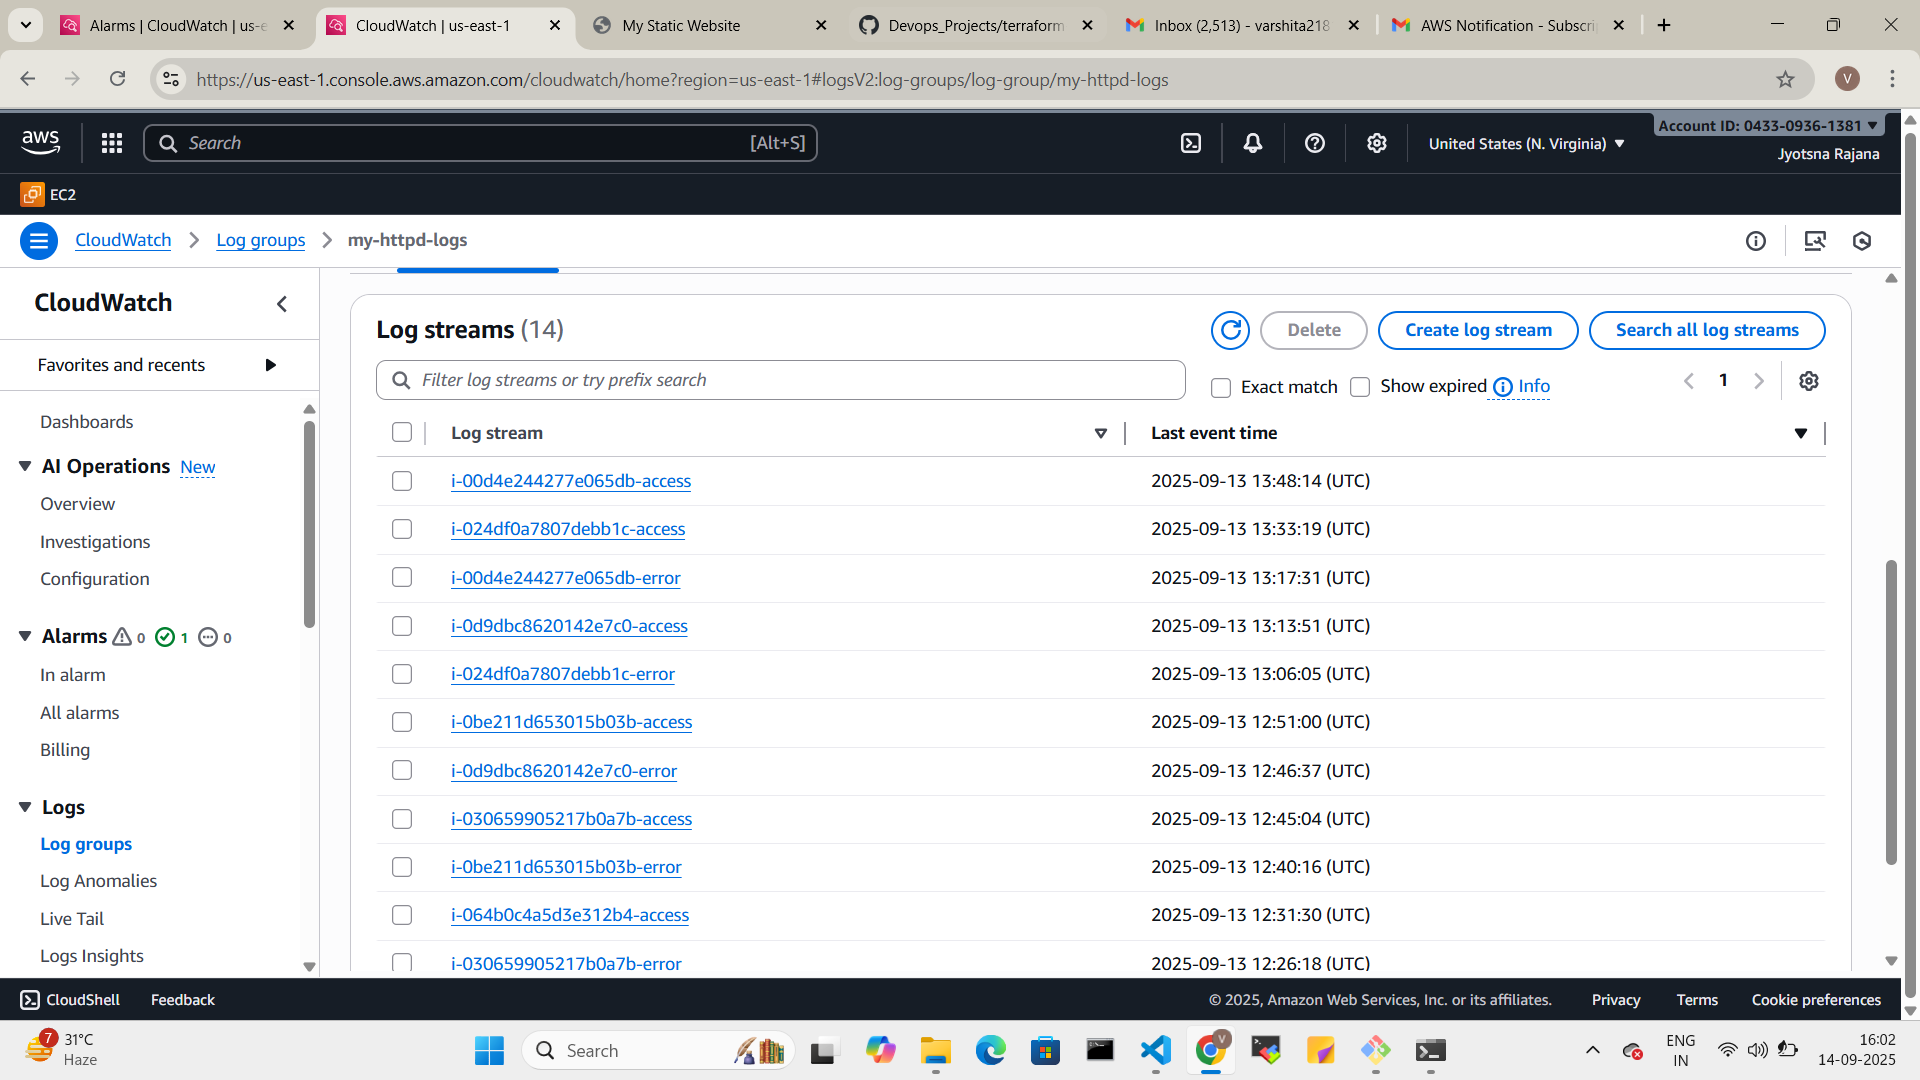 Alarms | CloudWatch | us-e
CloudWatch | us-east-1
My Static Website
Devops_Projects/terraform
Inbox (2,513) - varshita218
AWS Notification - Subscri
https://us-east-1.console.aws.amazon.com/cloudwatch/home?region=us-east-1#logsV2:log-groups/log-group/my-httpd-logs
V
aws
Search
[Alt+S]
United States (N. Virginia)
Account ID: 0433-0936-1381
Jyotsna Rajana
EC2
CloudWatch
Log groups
my-httpd-logs
CloudWatch
Favorites and recents
Dashboards
AI Operations New
Overview
Investigations
Configuration
Alarms 0 1 0
In alarm
All alarms
Billing
Logs
Log groups
Log Anomalies
Live Tail
Logs Insights
Log streams (14)
Delete
Create log stream
Search all log streams
Filter log streams or try prefix search
Exact match
Show expired
Info
1
Log stream Last event time
i-00d4e244277e065db-access 2025-09-13 13:48:14 (UTC)
i-024df0a7807debb1c-access 2025-09-13 13:33:19 (UTC)
i-00d4e244277e065db-error 2025-09-13 13:17:31 (UTC)
i-0d9dbc8620142e7c0-access 2025-09-13 13:13:51 (UTC)
i-024df0a7807debb1c-error 2025-09-13 13:06:05 (UTC)
i-0be211d653015b03b-access 2025-09-13 12:51:00 (UTC)
i-0d9dbc8620142e7c0-error 2025-09-13 12:46:37 (UTC)
i-030659905217b0a7b-access 2025-09-13 12:45:04 (UTC)
i-0be211d653015b03b-error 2025-09-13 12:40:16 (UTC)
i-064b0c4a5d3e312b4-access 2025-09-13 12:31:30 (UTC)
i-030659905217b0a7b-error 2025-09-13 12:26:18 (UTC)
CloudShell
Feedback
© 2025, Amazon Web Services, Inc. or its affiliates.
Privacy
Terms
Cookie preferences
7
31°C
Haze
Search
V
ENG
IN
16:02
14-09-2025